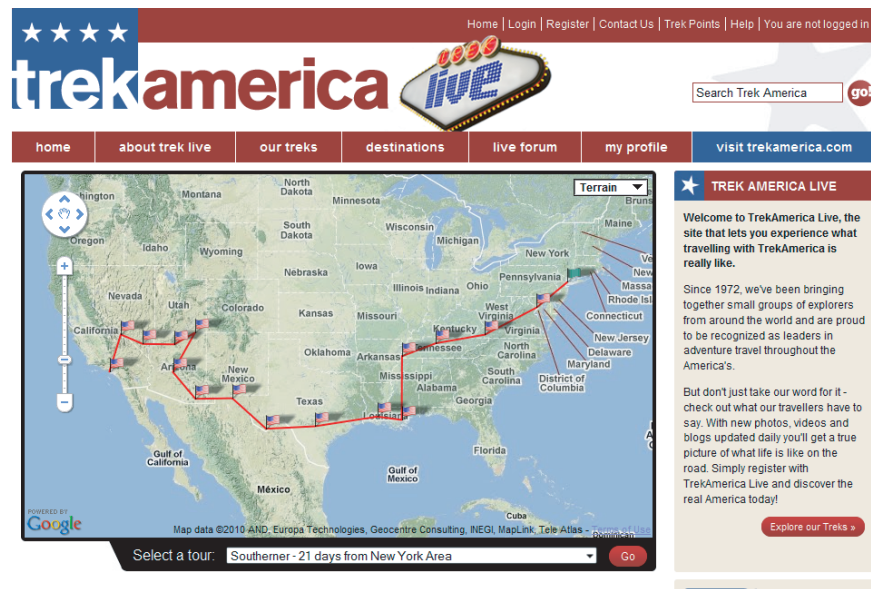 Home | Login | Register | Contact Us | Trek Points | Help | You are not logged in
trekamerica
live
Search Trek America
go!
home
about trek live
our treks
destinations
live forum
my profile
visit trekamerica.com
Terrain
North
Dakota
Montana
Minnesota
Maine
Oregon
Idaho
Wyoming
South
Dakota
Wisconsin
Michigan
New York
Nebraska
Iowa
Illinois
Indiana
Ohio
Pennsylvania
Rhode Isl
Connecticut
Nevada
Utah
Colorado
Kansas
Missouri
West
Virginia
Kentucky
Virginia
New Jersey
Delaware
Maryland
District of
Columbia
California
Oklahoma
Arkansas
Tennessee
North
Carolina
South
Carolina
Arizona
New
Mexico
Mississippi
Alabama
Georgia
Texas
Louisiana
Florida
Gulf of
California
Gulf of
Mexico
México
Cuba
POWERED BY
Google
Map data ©2010 AND, Europa Technologies, Geocentre Consulting, INEGI, MapLink, Tele Atlas - Terms of Use
Dominican
Select a tour:
Southerner - 21 days from New York Area
Go
TREK AMERICA LIVE
Welcome to TrekAmerica Live, the
site that lets you experience what
travelling with TrekAmerica is
really like.
Since 1972, we've been bringing
together small groups of explorers
from around the world and are proud
to be recognized as leaders in
adventure travel throughout the
America's.
But don't just take our word for it -
check out what our travellers have to
say. With new photos, videos and
blogs updated daily you'll get a true
picture of what life is like on the
road. Simply register with
TrekAmerica Live and discover the
real America today!
Explore our Treks »